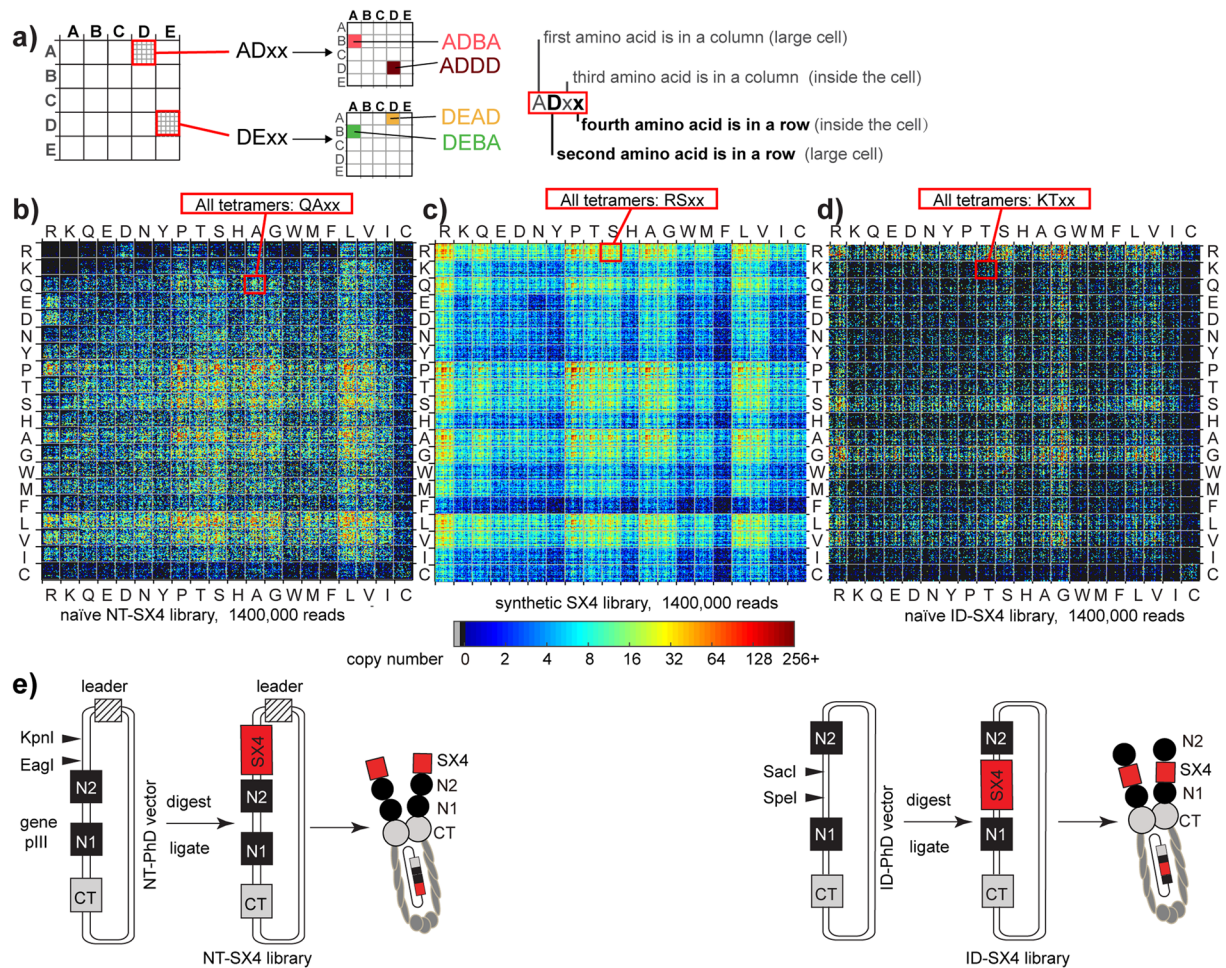 a)
A B C D E
A
B
C
D
E
ADxx
DExx
A B C D E
A
B
C
D
E
ADBA
ADDD
A B C D E
A
B
C
D
E
DEAD
DEBA
first amino acid is in a column (large cell)
third amino acid is in a column (inside the cell)
ADxx
fourth amino acid is in a row (inside the cell)
second amino acid is in a row (large cell)
b)
All tetramers: QAxx
R K Q E D N Y P T S H A G W M F L V I C
R
K
Q
E
D
N
Y
P
T
S
H
A
G
W
M
F
L
V
I
C
R K Q E D N Y P T S H A G W M F L V I C
naïve NT-SX4 library, 1400,000 reads
c)
All tetramers: RSxx
R K Q E D N Y P T S H A G W M F L V I C
synthetic SX4 library, 1400,000 reads
d)
All tetramers: KTxx
R K Q E D N Y P T S H A G W M F L V I C
R
K
Q
E
D
N
Y
P
T
S
H
A
G
W
M
F
L
V
I
C
R K Q E D N Y P T S H A G W M F L V I C
naïve ID-SX4 library, 1400,000 reads
copy number
0 2 4 8 16 32 64 128 256+
e)
leader
KpnI
EagI
N2
gene
pIII
N1
CT
NT-PhD vector
digest
ligate
leader
SX4
N2
N1
CT
NT-SX4 library
SX4
N2
N1
CT
N2
SacI
SpeI
N1
CT
ID-PhD vector
digest
ligate
N2
SX4
N1
CT
ID-SX4 library
N2
SX4
N1
CT